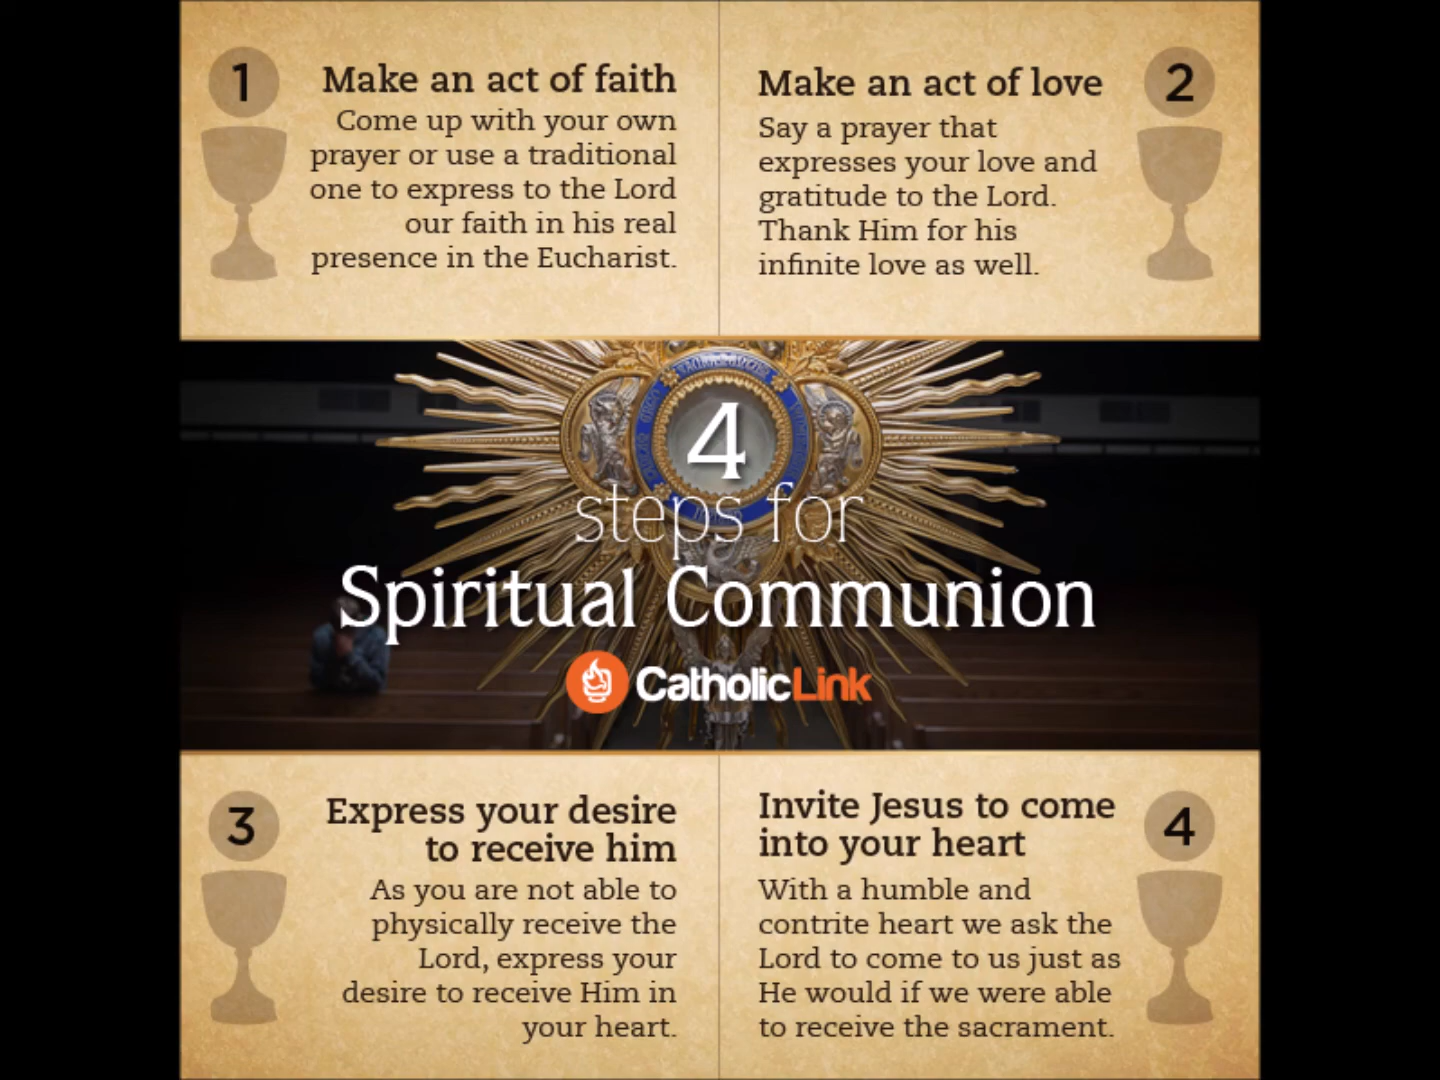 1
Make an act of faith
Come up with your own
prayer or use a traditional
one to express to the Lord
our faith in his real
presence in the Eucharist.
2
Make an act of love
Say a prayer that
expresses your love and
gratitude to the Lord.
Thank Him for his
infinite love as well.
4
steps for
Spiritual Communion
CatholicLink
3
Express your desire
to receive him
As you are not able to
physically receive the
Lord, express your
desire to receive Him in
your heart.
4
Invite Jesus to come
into your heart
With a humble and
contrite heart we ask the
Lord to come to us just as
He would if we were able
to receive the sacrament.